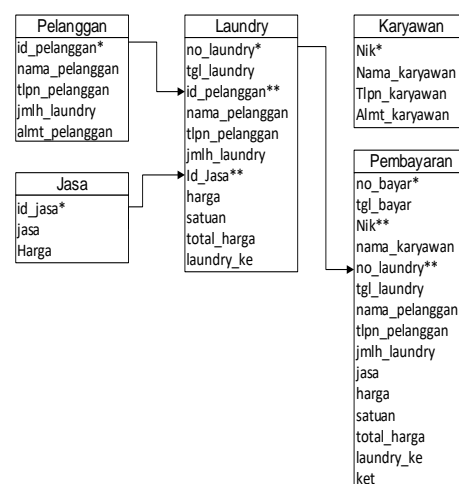 Pelanggan
id_pelanggan*
nama_pelanggan
tlpn_pelanggan
jmlh_laundry
almt_pelanggan
Jasa
id_jasa*
jasa
Harga
Laundry
no_laundry*
tgl_laundry
id_pelanggan**
nama_pelanggan
tlpn_pelanggan
jmlh_laundry
Id_Jasa**
harga
satuan
total_harga
laundry_ke
Karyawan
Nik*
Nama_karyawan
Tlpn_karyawan
Almt_karyawan
Pembayaran
no_bayar*
tgl_bayar
Nik**
nama_karyawan
no_laundry**
tgl_laundry
nama_pelanggan
tlpn_pelanggan
jmlh_laundry
jasa
harga
satuan
total_harga
laundry_ke
ket